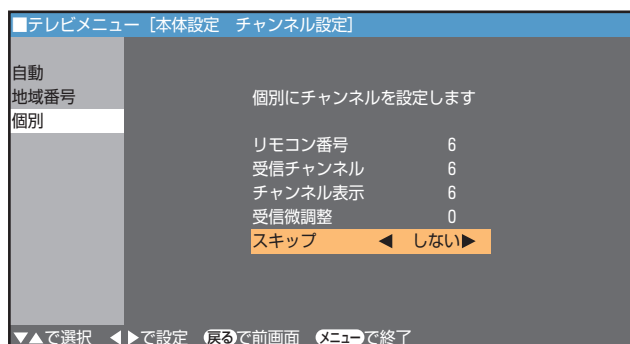 ■テレビメニュー [本体設定　チャンネル設定]
自動
地域番号
個別
個別にチャンネルを設定します
リモコン番号　6
受信チャンネル　6
チャンネル表示　6
受信微調整　0
スキップ　◀　しない▶
▼▲で選択　◀▶で設定　戻るで前画面　メニューで終了